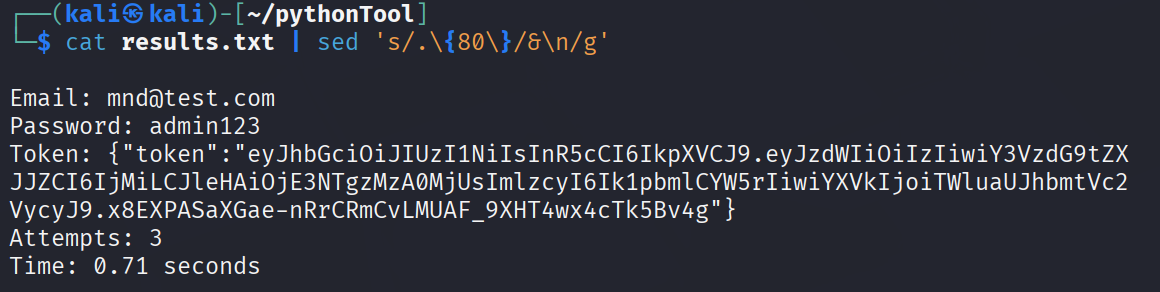 ┌──(kali㉿kali)-[~/pythonTool]
└─$ cat results.txt | sed 's/.\{80\}/&\n/g'
Email: mnd@test.com
Password: admin123
Token: {"token":"eyJhbGciOiJIUzI1NiIsInR5cCI6IkpXVCJ9.eyJzdWIiOiIzIiwiY3VzdG9tZX
JJZCI6IjMiLCJleHAiOjE3NTgzMzA0MjUsImlzcyI6Ik1pbmlCYW5rIiwiYXVkIjoiTWluaUJhbmtVc2
VycyJ9.x8EXPASaXGae-nRrCRmCvLMUAF_9XHT4wx4cTk5Bv4g"}
Attempts: 3
Time: 0.71 seconds